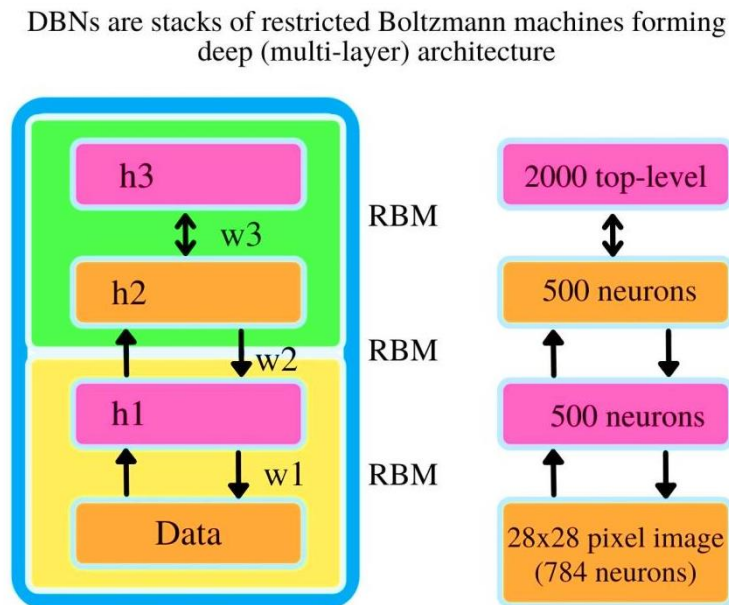 DBNs are stacks of restricted Boltzmann machines forming
deep (multi-layer) architecture
h3
w3
RBM
h2
w2
RBM
h1
w1
RBM
Data
2000 top-level
500 neurons
500 neurons
28x28 pixel image
(784 neurons)